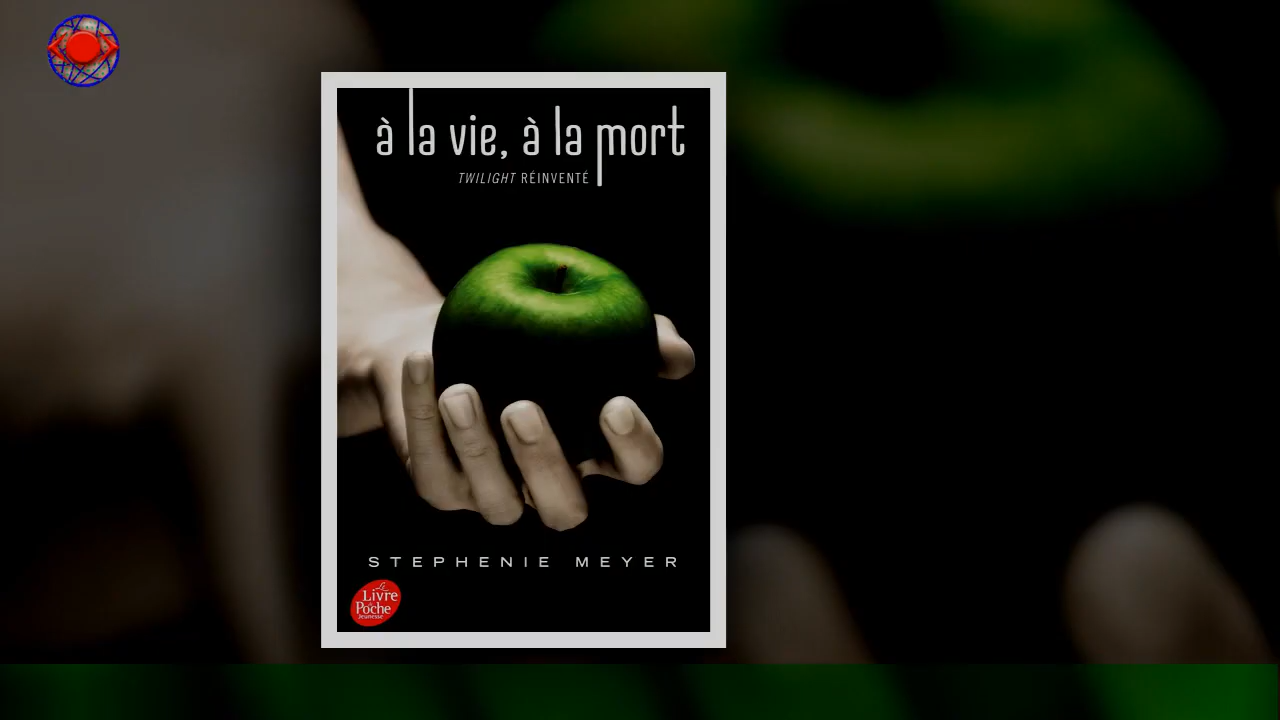 à la vie, à la mort
TWILIGHT RÉINVENTÉ
STEPHENIE MEYER
Le
Livre
de
Poche
Jeunesse